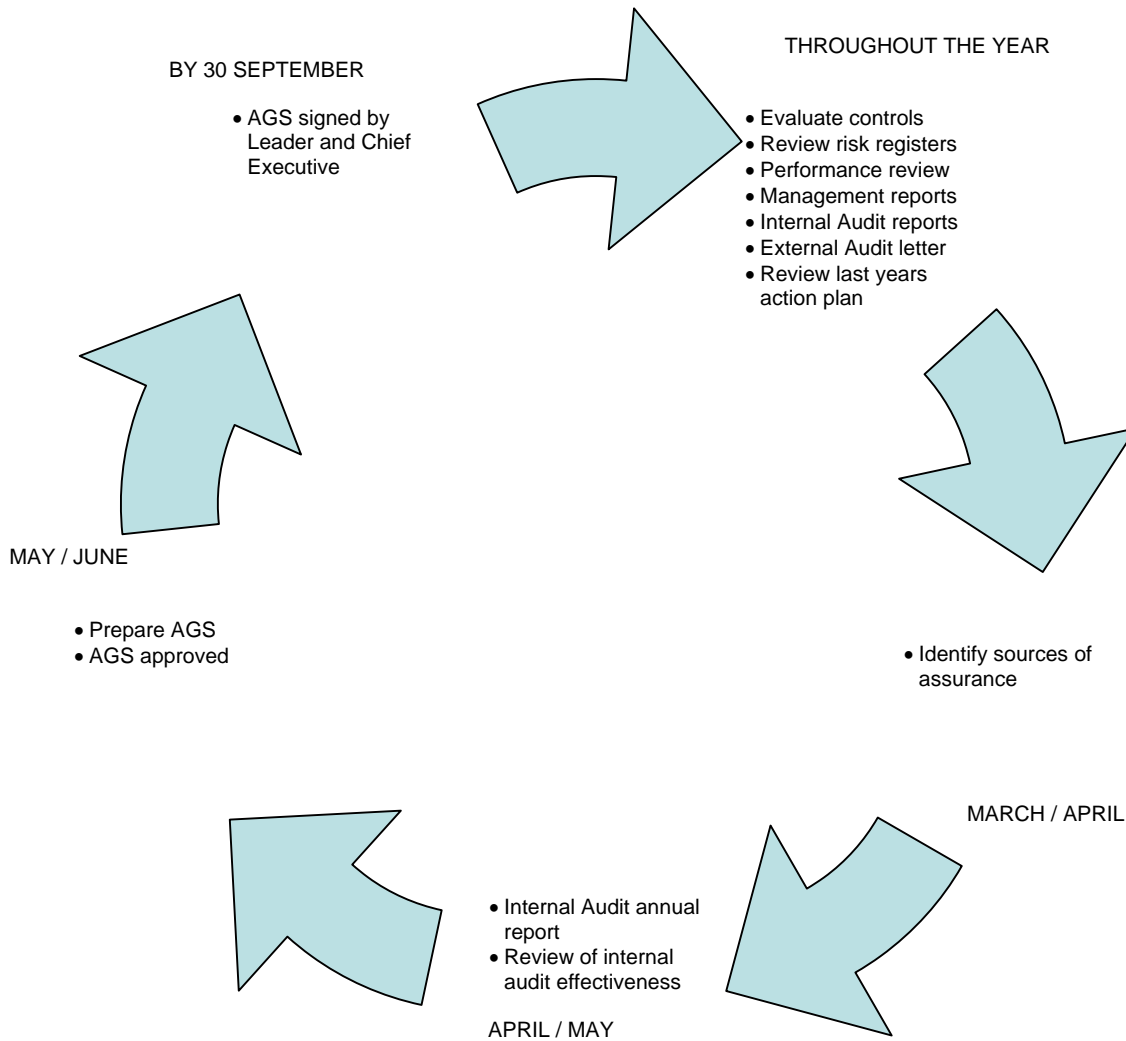 THROUGHOUT THE YEAR
• Evaluate controls
• Review risk registers
• Performance review
• Management reports
• Internal Audit reports
• External Audit letter
• Review last years
action plan
• Identify sources of
assurance
MARCH / APRIL
• Internal Audit annual
report
• Review of internal
audit effectiveness
APRIL / MAY
MAY / JUNE
• Prepare AGS
• AGS approved
BY 30 SEPTEMBER
• AGS signed by
Leader and Chief
Executive